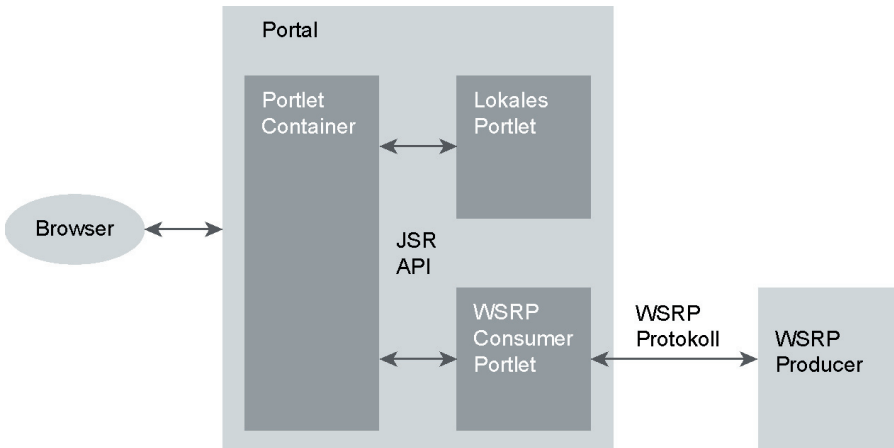 Portal
Portlet
Container
Lokales
Portlet
Browser
JSR
API
WSRP
Consumer
Portlet
WSRP
Protokoll
WSRP
Producer